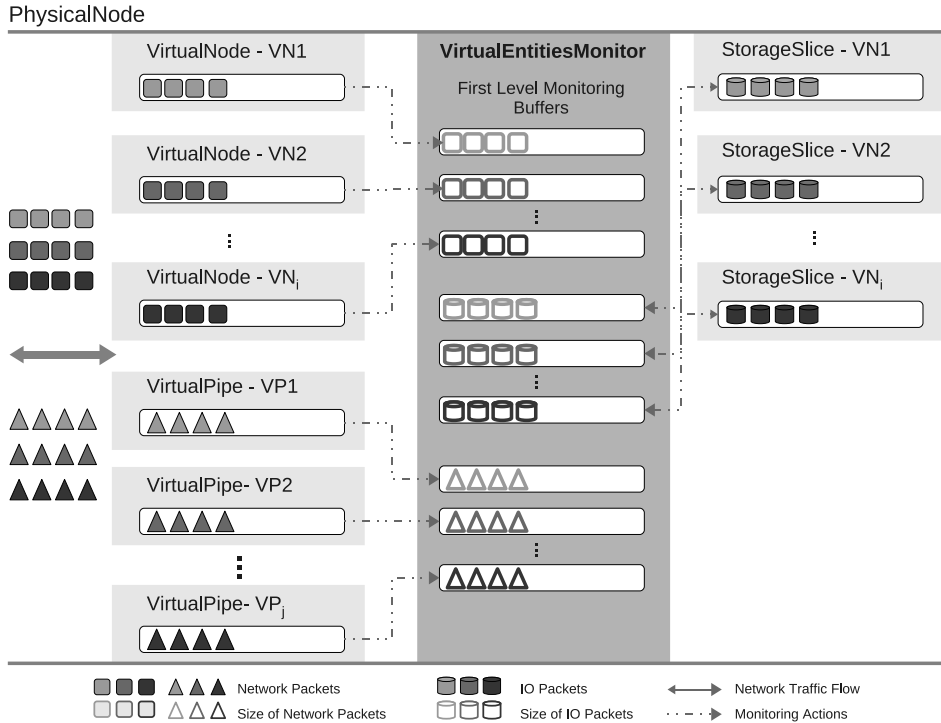 PhysicalNode
VirtualNode - VN1
VirtualEntitiesMonitor
StorageSlice - VN1
First Level Monitoring
Buffers
VirtualNode - VN2
StorageSlice - VN2
...
...
...
VirtualNode - VNi
StorageSlice - VNi
VirtualPipe - VP1
...
VirtualPipe- VP2
...
...
VirtualPipe- VPj
Network Packets
IO Packets
Network Traffic Flow
Size of Network Packets
Size of IO Packets
Monitoring Actions